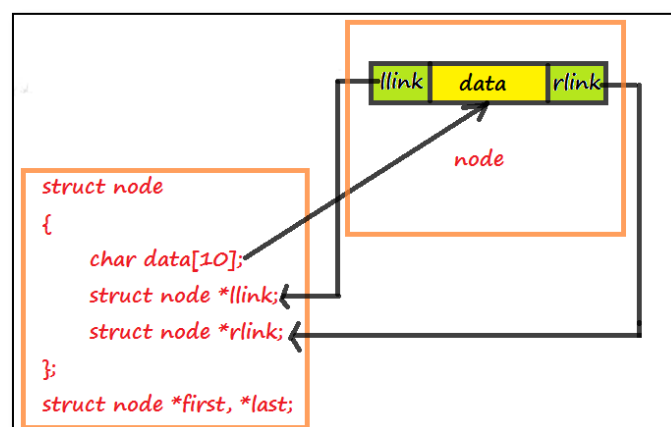 llink data rlink
node
struct node
{
char data[10];
struct node *llink;
struct node *rlink;
};
struct node *first, *last;